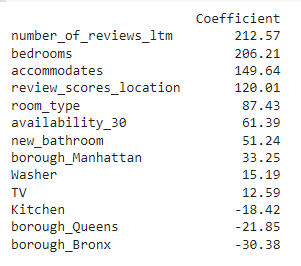 Coefficient
number_of_reviews_ltm 212.57
bedrooms 206.21
accommodates 149.64
review_scores_location 120.01
room_type 87.43
availability_30 61.39
new_bathroom 51.24
borough_Manhattan 33.25
Washer 15.19
TV 12.59
Kitchen -18.42
borough_Queens -21.85
borough_Bronx -30.38